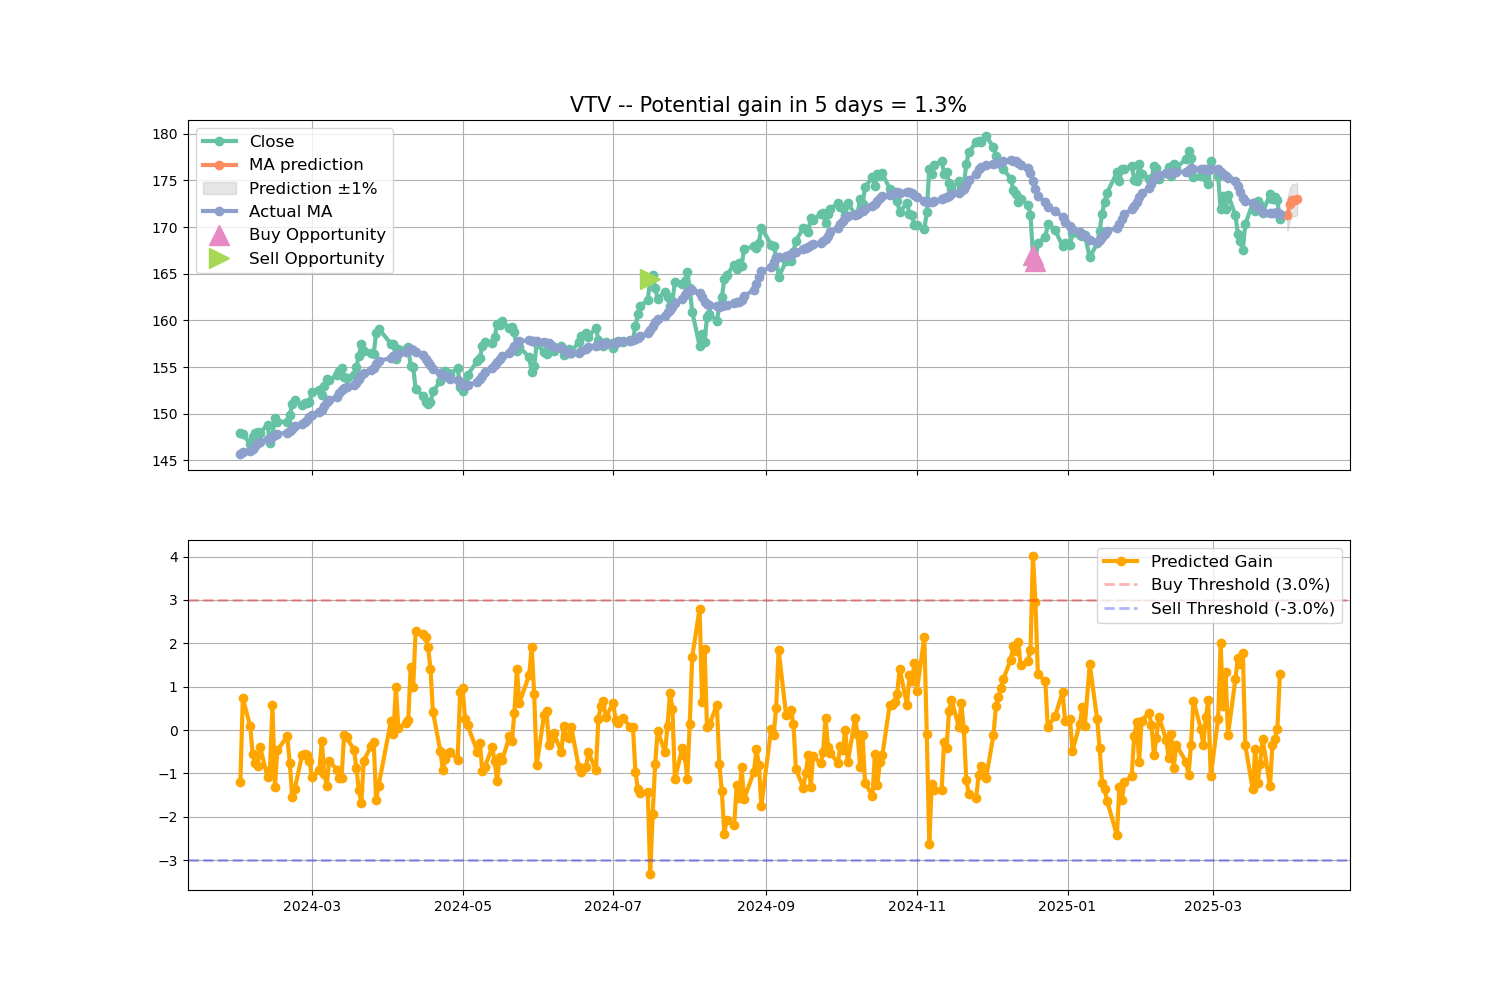 VTV -- Potential gain in 5 days = 1.3%
180
175
170
165
160
155
150
145
Close
MA prediction
Prediction ±1%
Actual MA
Buy Opportunity
Sell Opportunity
4
3
2
1
0
−1
−2
−3
Predicted Gain
Buy Threshold (3.0%)
Sell Threshold (-3.0%)
2024-03
2024-05
2024-07
2024-09
2024-11
2025-01
2025-03